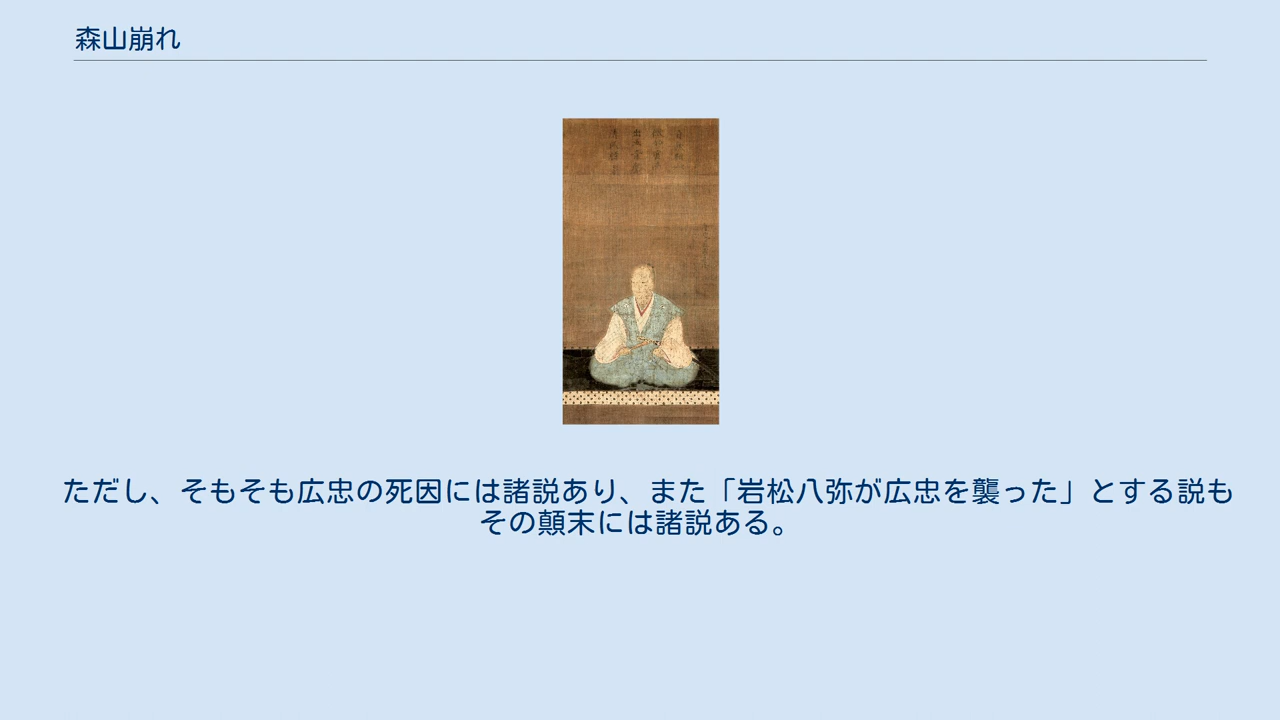 森山崩れ
ただし、そもそも広忠の死因には諸説あり、また「岩松八弥が広忠を襲った」とする説も
その顛末には諸説ある。